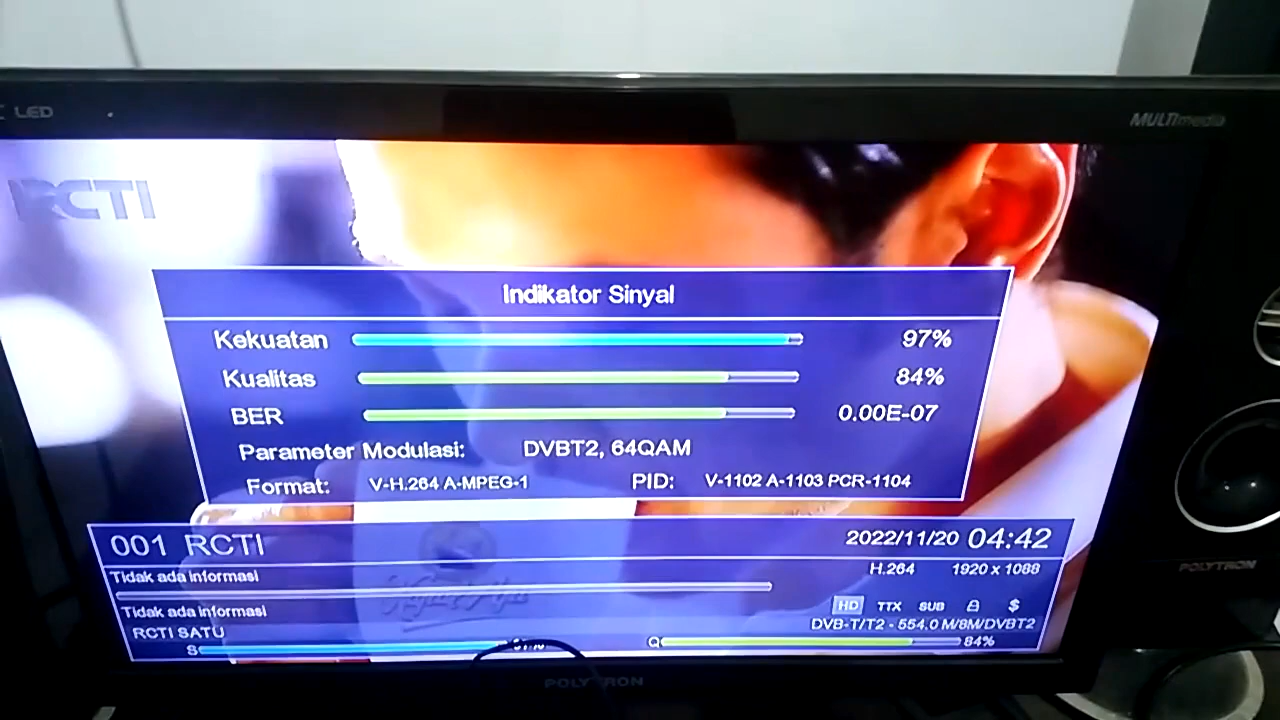 LED
MULTImedia
RCTI
Indikator Sinyal
Kekuatan 97%
Kualitas 84%
BER 0.00E-07
Parameter Modulasi: DVBT2, 64QAM
Format: V-H.264 A-MPEG-1 PID: V-1102 A-1103 PCR-1104
001 RCTI 2022/11/20 04:42
Tidak ada informasi H.264 1920 x 1088
Tidak ada informasi HD TTX SUB $
RCTI SATU DVB-T/T2 - 554.0 M/8M/DVBT2
S Q 84%
POLYTRON
POLYTRON